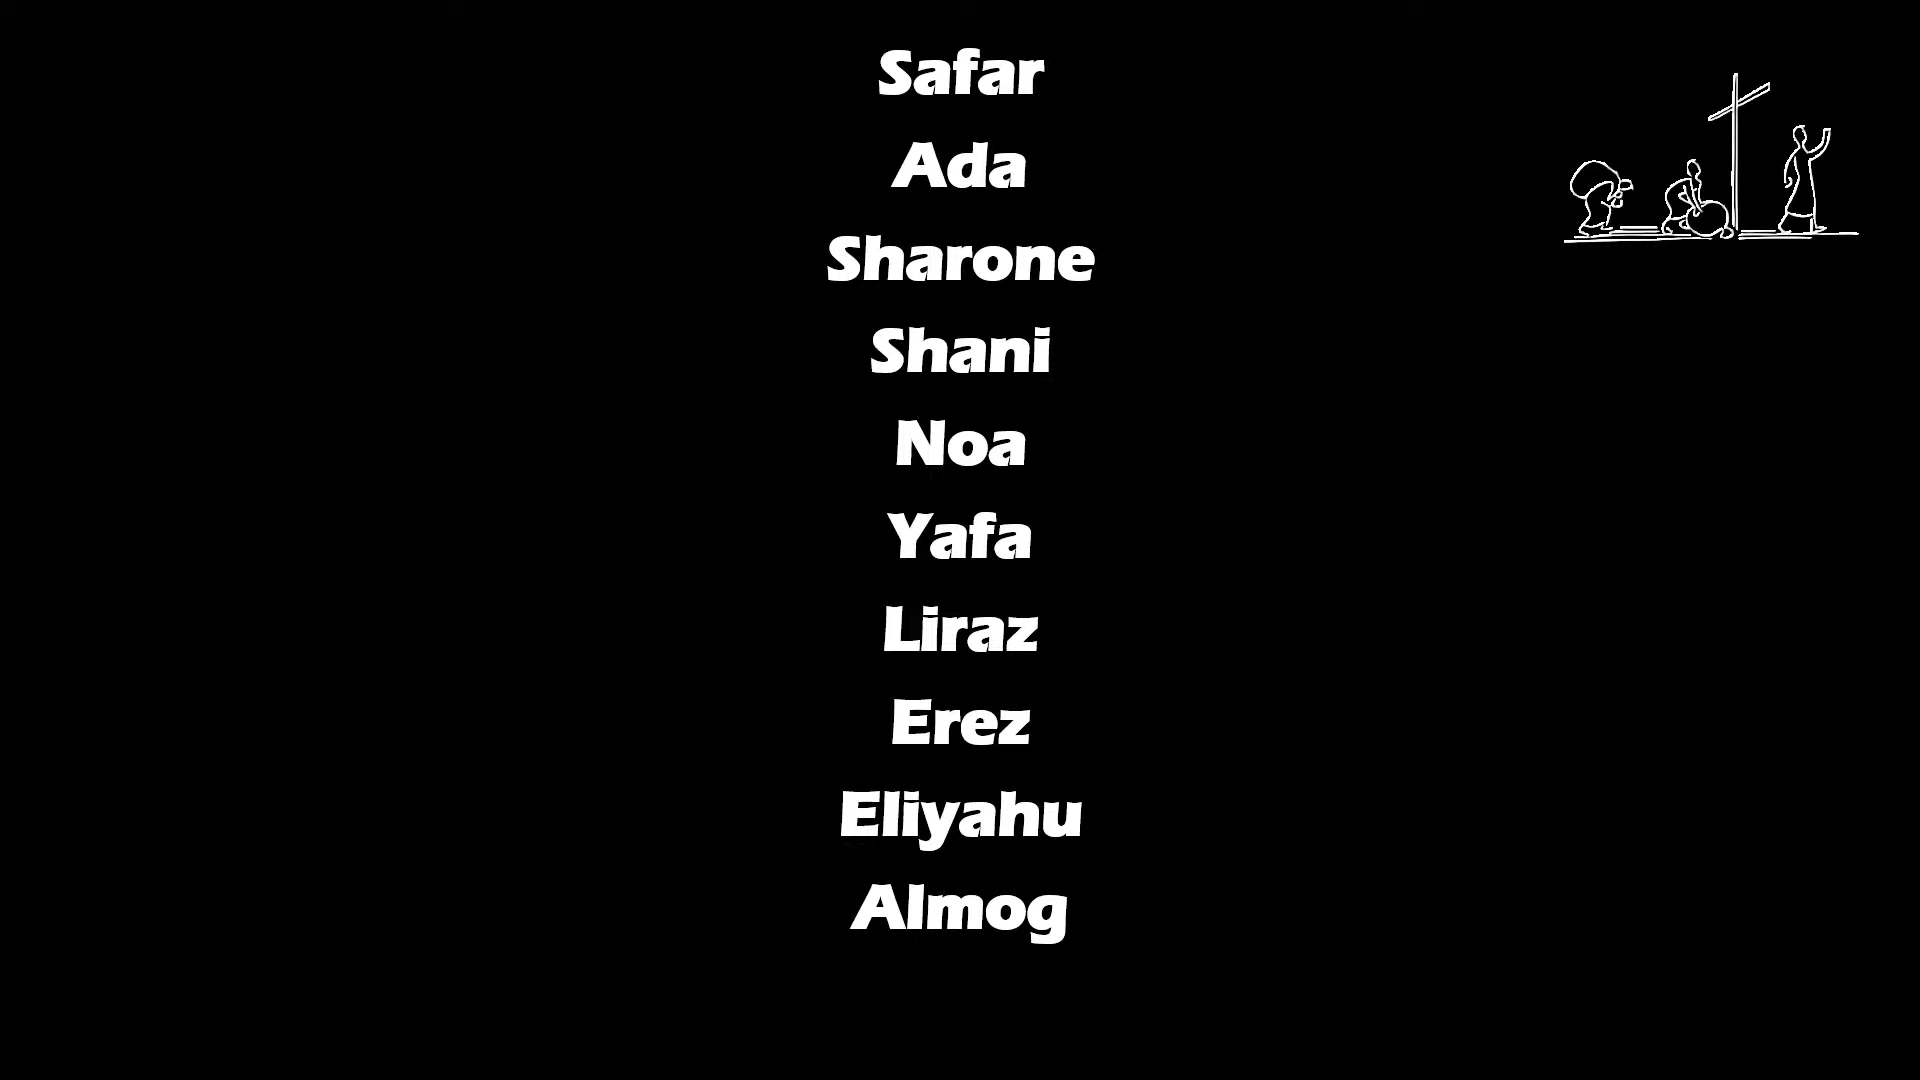 Safar
Ada
Sharone
Shani
Noa
Yafa
Liraz
Erez
Eliyahu
Almog